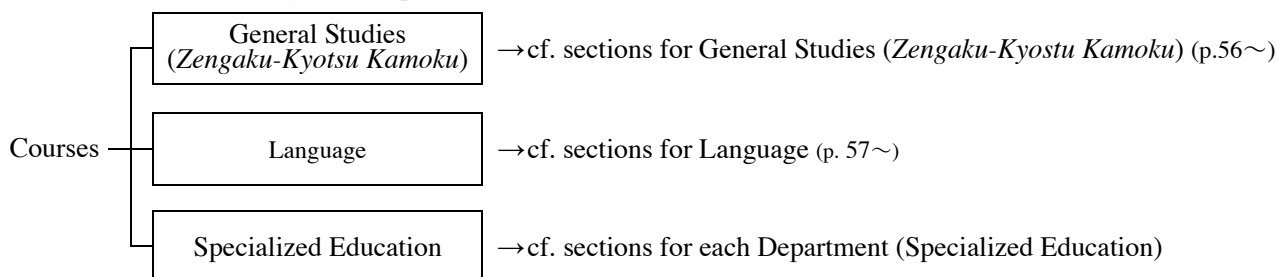 General Studies
(Zengaku-Kyotsu Kamoku)
→cf. sections for General Studies (Zengaku-Kyostu Kamoku) (p.56～)
Courses
Language
→cf. sections for Language (p. 57～)
Specialized Education
→cf. sections for each Department (Specialized Education)